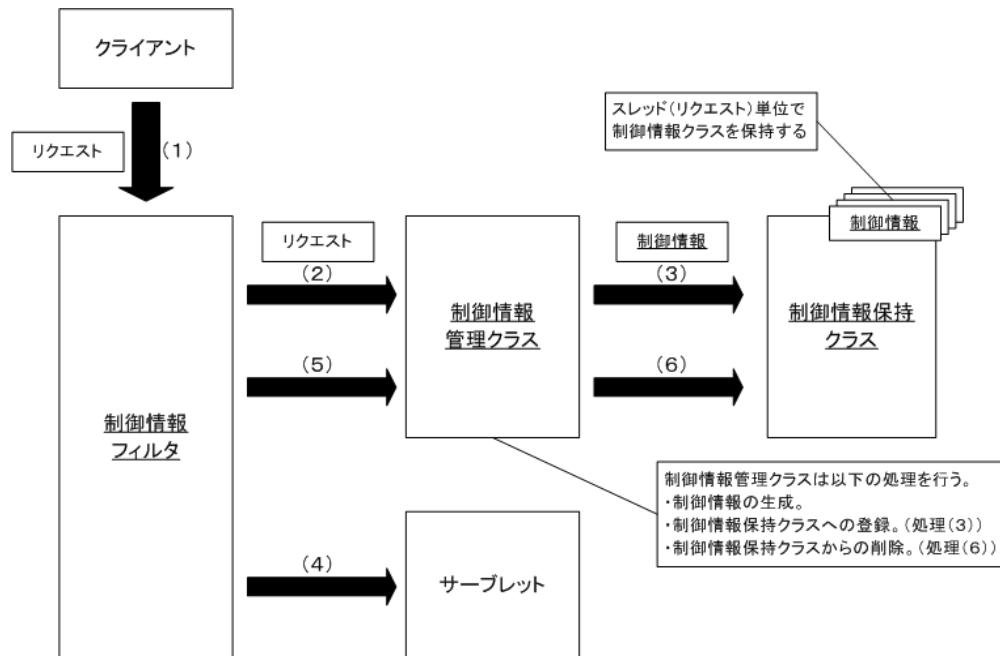 クライアント
スレッド(リクエスト)単位で
制御情報クラスを保持する
リクエスト
(1)
制御情報
リクエスト
(2)
制御情報
(3)
制御情報
管理クラス
制御情報保持
クラス
(5)
(6)
制御情報
フィルタ
制御情報管理クラスは以下の処理を行う。
・制御情報の生成。
・制御情報保持クラスへの登録。(処理(3))
・制御情報保持クラスからの削除。(処理(6))
(4)
サーブレット